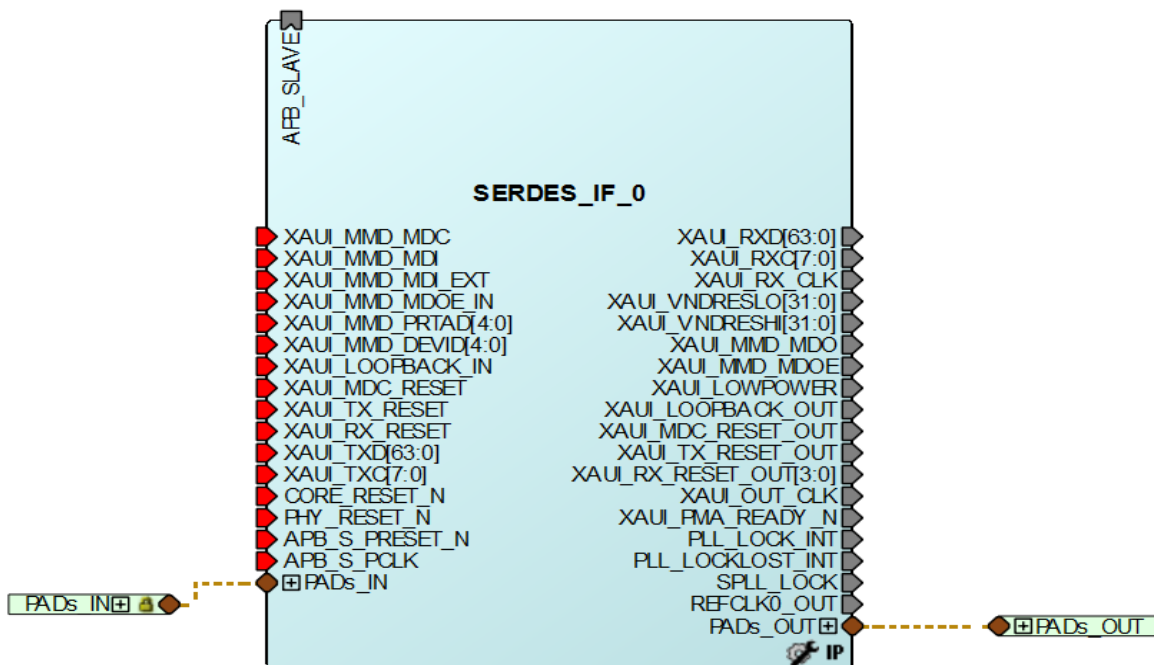 APB_SLAVE
SERDES_IF_0
XAUI_MMD_MDC
XAUI_MMD_MDI
XAUI_MMD_MDI_EXT
XAUI_MMD_MDOE_IN
XAUI_MMD_PRTAD[4:0]
XAUI_MMD_DEVID[4:0]
XAUI_LOOPBACK_IN
XAUI_MDC_RESET
XAUI_TX_RESET
XAUI_RX_RESET
XAUI_TXD[63:0]
XAUI_TXC[7:0]
CORE_RESET_N
PHY_RESET_N
APB_S_PRESET_N
APB_S_PCLK
PADs_IN
PADs_IN
XAUI_RXD[63:0]
XAUI_RXC[7:0]
XAUI_RX_CLK
XAUI_VNDRESLO[31:0]
XAUI_VNDRESHI[31:0]
XAUI_MMD_MDO
XAUI_MMD_MDOE
XAUI_LOWPOWER
XAUI_LOOPBACK_OUT
XAUI_MDC_RESET_OUT
XAUI_TX_RESET_OUT
XAUI_RX_RESET_OUT[3:0]
XAUI_OUT_CLK
XAUI_PMA_READY_N
PLL_LOCK_INT
PLL_LOCKLOST_INT
SPLL_LOCK
REFCLK0_OUT
PADs_OUT
PADs_OUT
IP